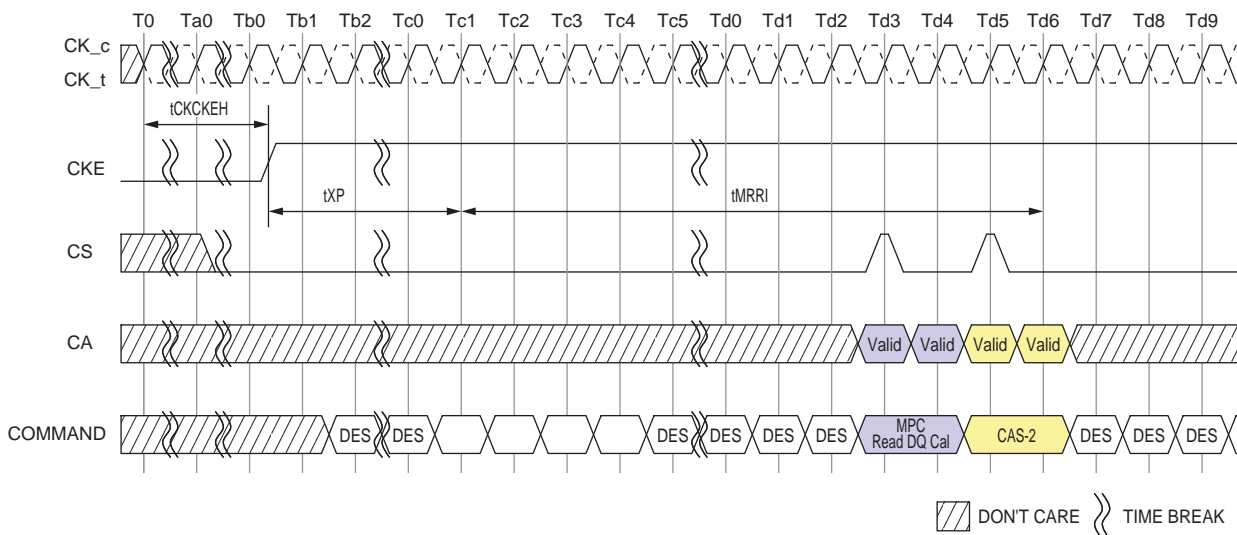 T0 Ta0 Tb0 Tb1 Tb2 Tc0 Tc1 Tc2 Tc3 Tc4 Tc5 Td0 Td1 Td2 Td3 Td4 Td5 Td6 Td7 Td8 Td9
CK_c
CK_t
tCKCKEH
CKE
tXP tMRRI
CS
CA Valid Valid Valid Valid
COMMAND DES DES DES DES DES DES MPC Read DQ Cal CAS-2 DES DES DES
DON'T CARE TIME BREAK